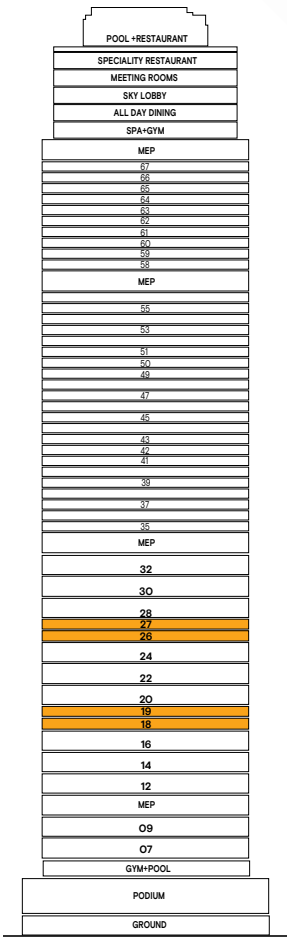 POOL +RESTAURANT
SPECIALITY RESTAURANT
MEETING ROOMS
SKY LOBBY
ALL DAY DINING
SPA+GYM
MEP
67
66
65
64
63
62
61
60
59
58
MEP
55
53
51
50
49
47
45
43
42
41
39
37
35
MEP
32
30
28
27
26
24
22
20
19
18
16
14
12
MEP
09
07
GYM+POOL
PODIUM
GROUND